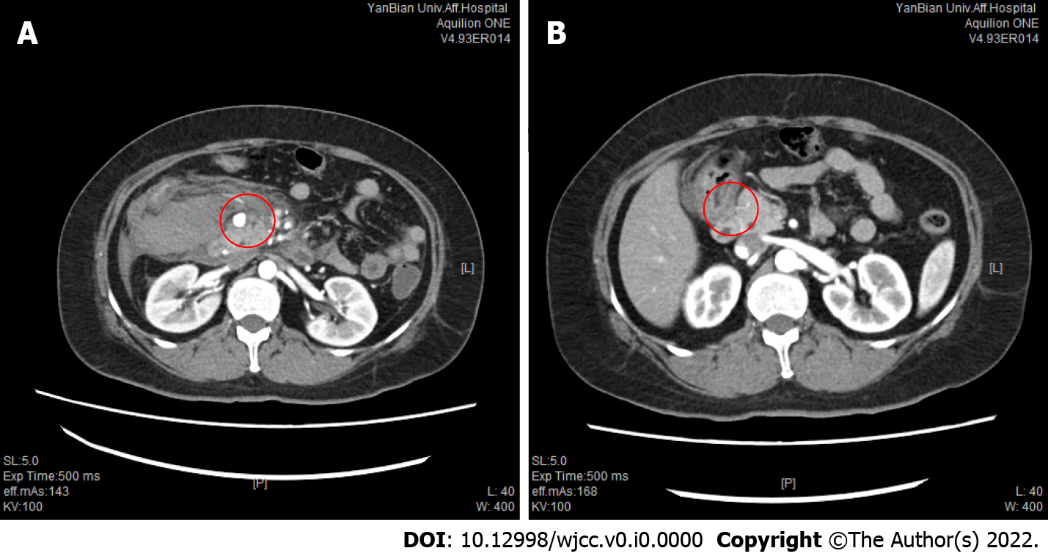 YanBian Univ.Aff.Hospital
Aquilion ONE
V4.93ER014
A
[L]
SL:5.0
Exp Time:500 ms
eff.mAs:143
KV:100
[P]
L: 40
W: 400
YanBian Univ.Aff.Hospital
Aquilion ONE
V4.93ER014
B
[L]
SL:5.0
Exp Time:500 ms
eff.mAs:168
KV:100
[P]
L: 40
W: 400
DOI: 10.12998/wjcc.v0.i0.0000 Copyright ©The Author(s) 2022.